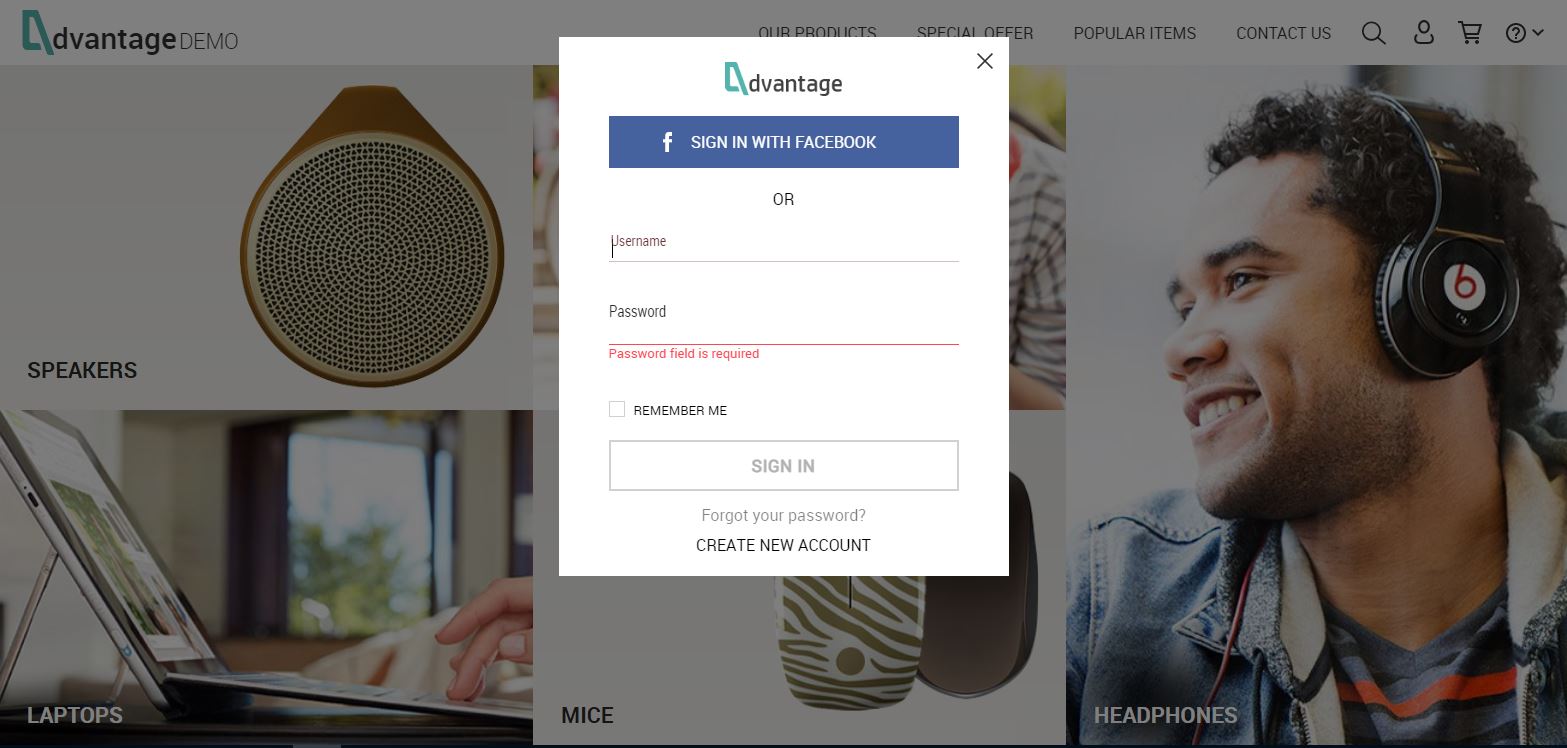 dvantage DEMO
OUR PRODUCTS SPECIAL OFFER POPULAR ITEMS CONTACT US
dvantage
f SIGN IN WITH FACEBOOK
OR
Username
Password
Password field is required
REMEMBER ME
SIGN IN
Forgot your password?
CREATE NEW ACCOUNT
SPEAKERS
LAPTOPS
MICE
HEADPHONES